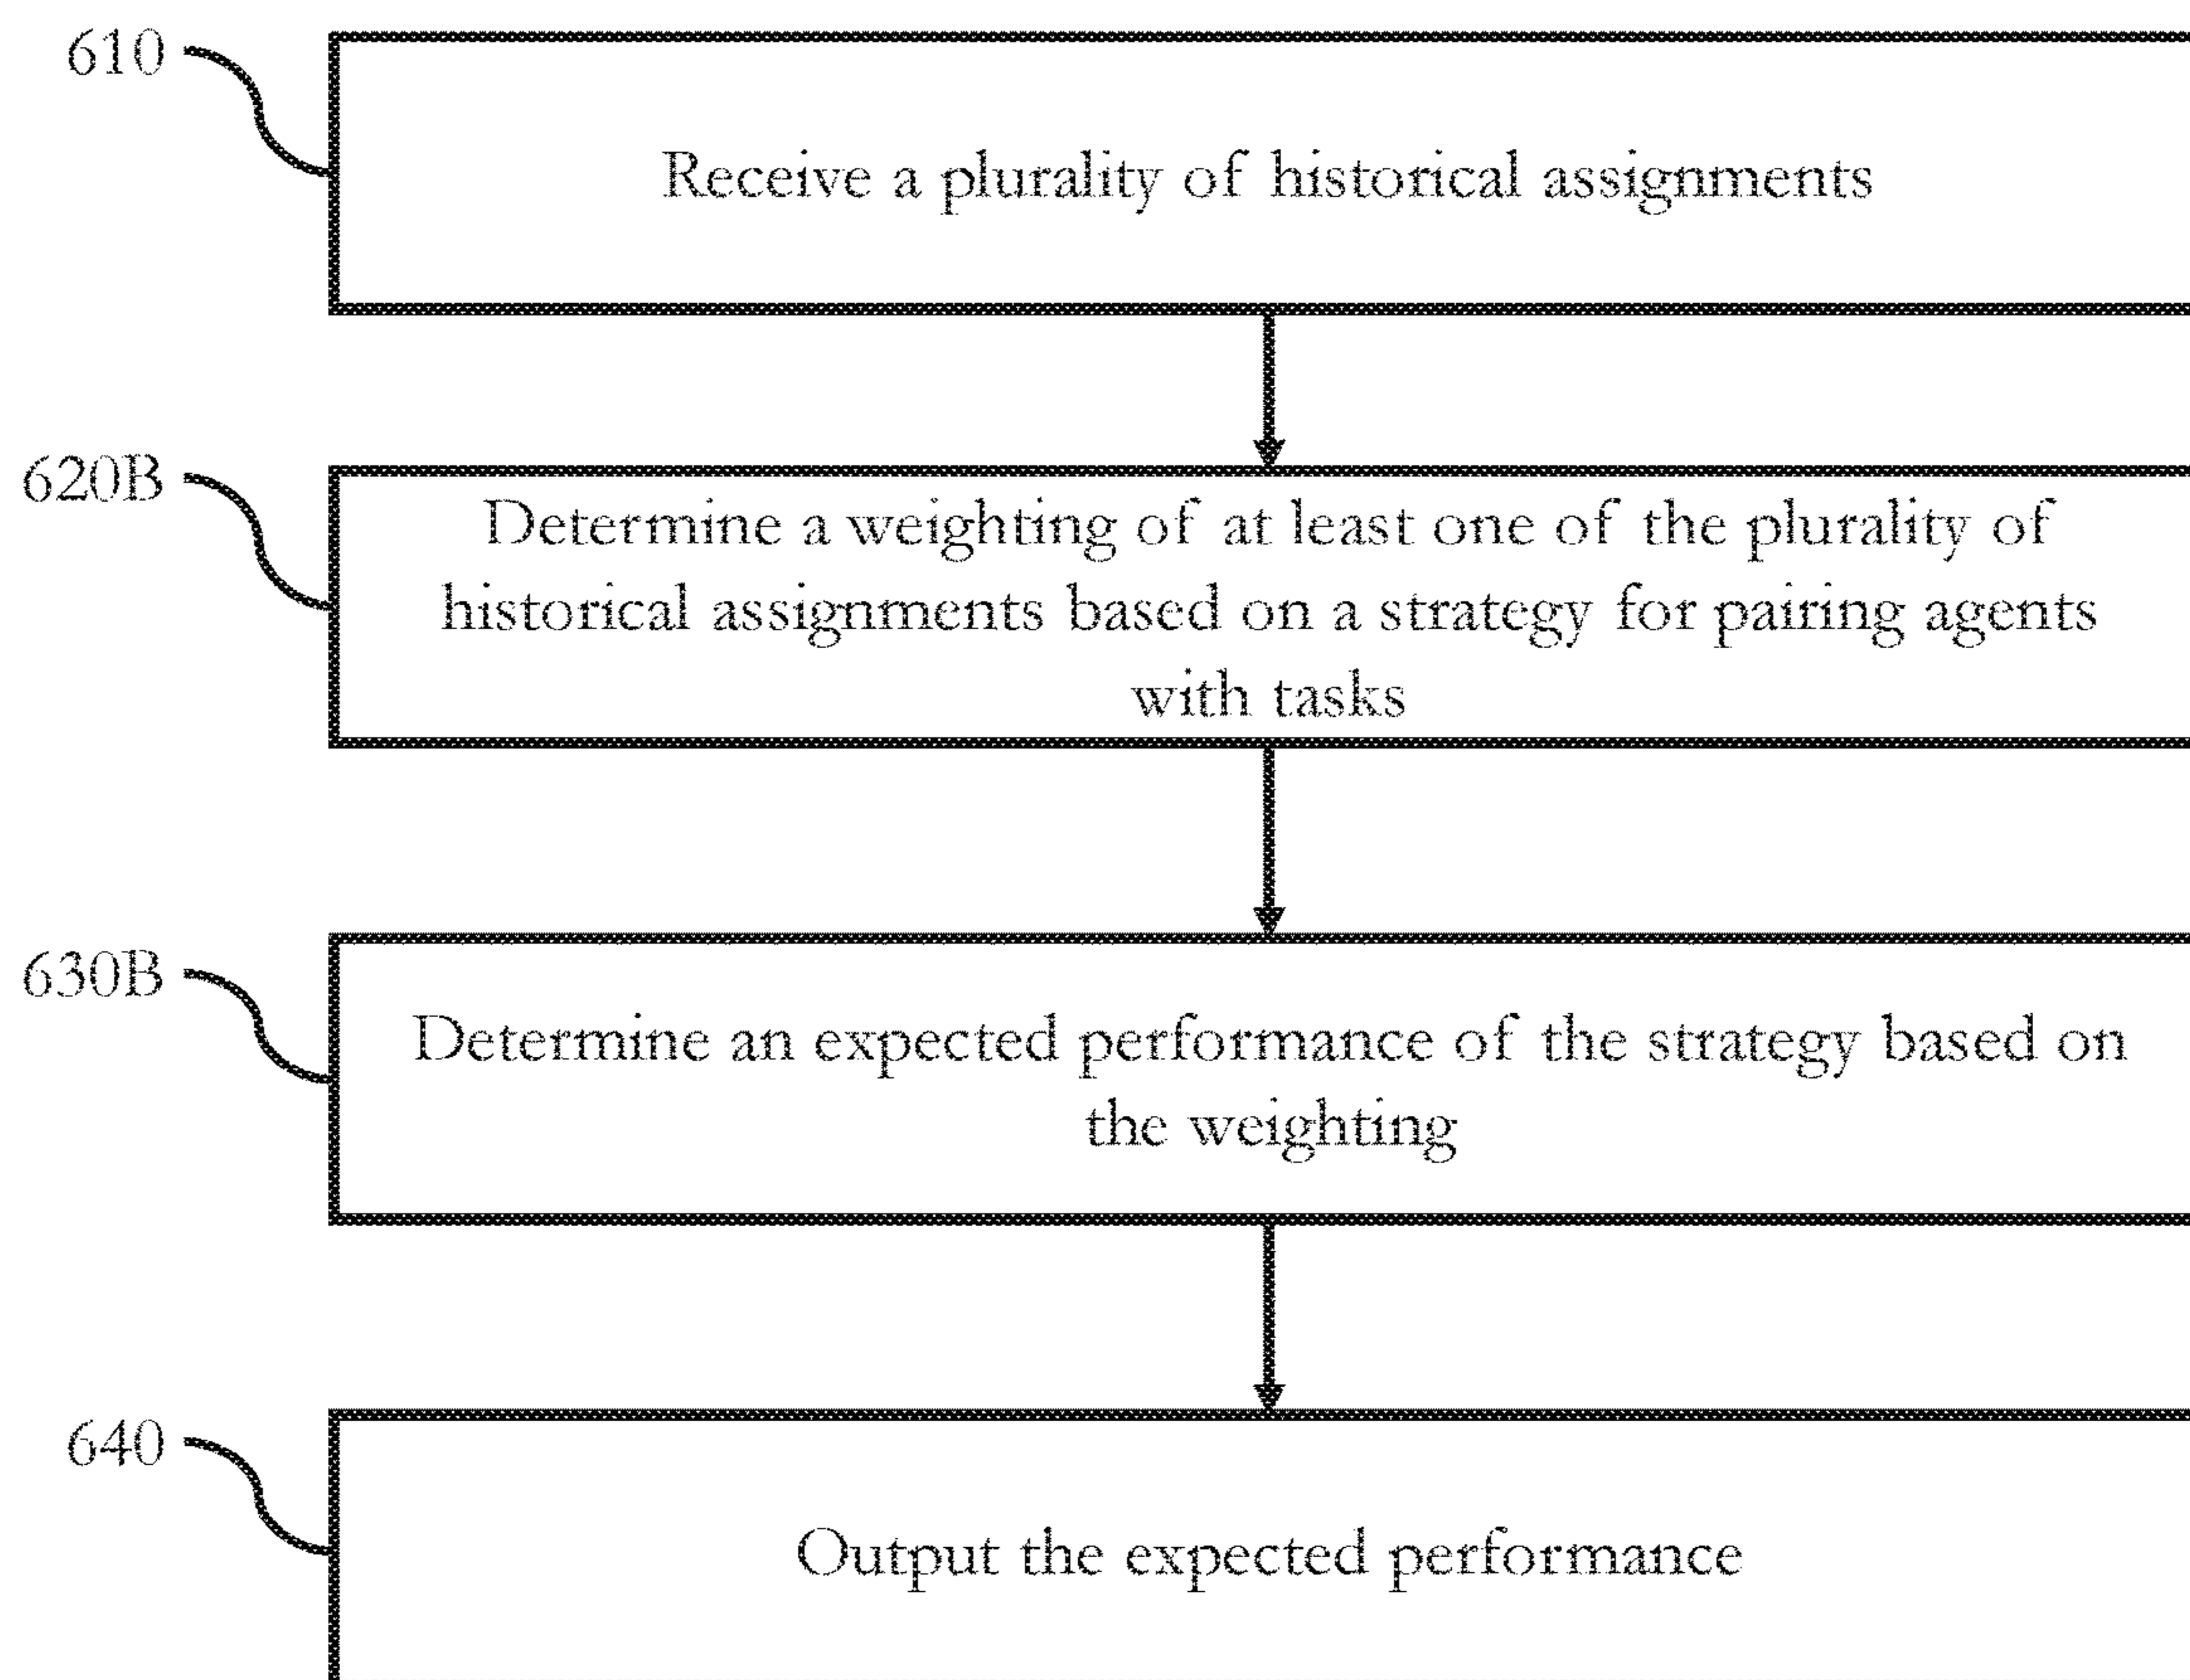 610
Receive a plurality of historical assignments
620B
Determine a weighting of at least one of the plurality of
historical assignments based on a strategy for pairing agents
with tasks
630B
Determine an expected performance of the strategy based on
the weighting
640
Output the expected performance